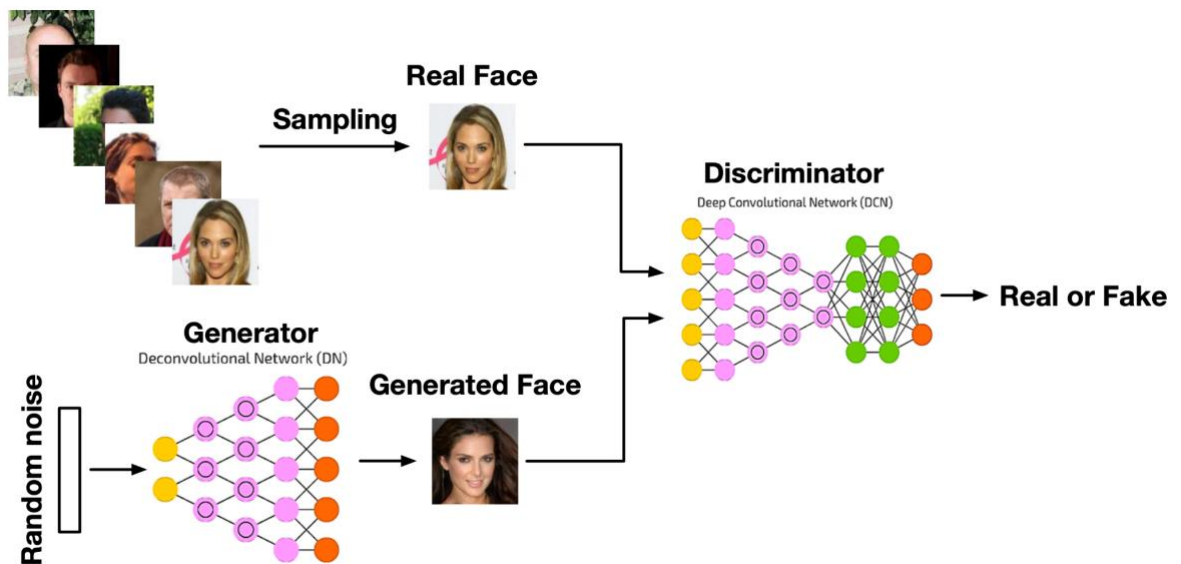 Real Face
Sampling
Discriminator
Deep Convolutional Network (DCN)
Real or Fake
Generator
Deconvolutional Network (DN)
Generated Face
Random noise